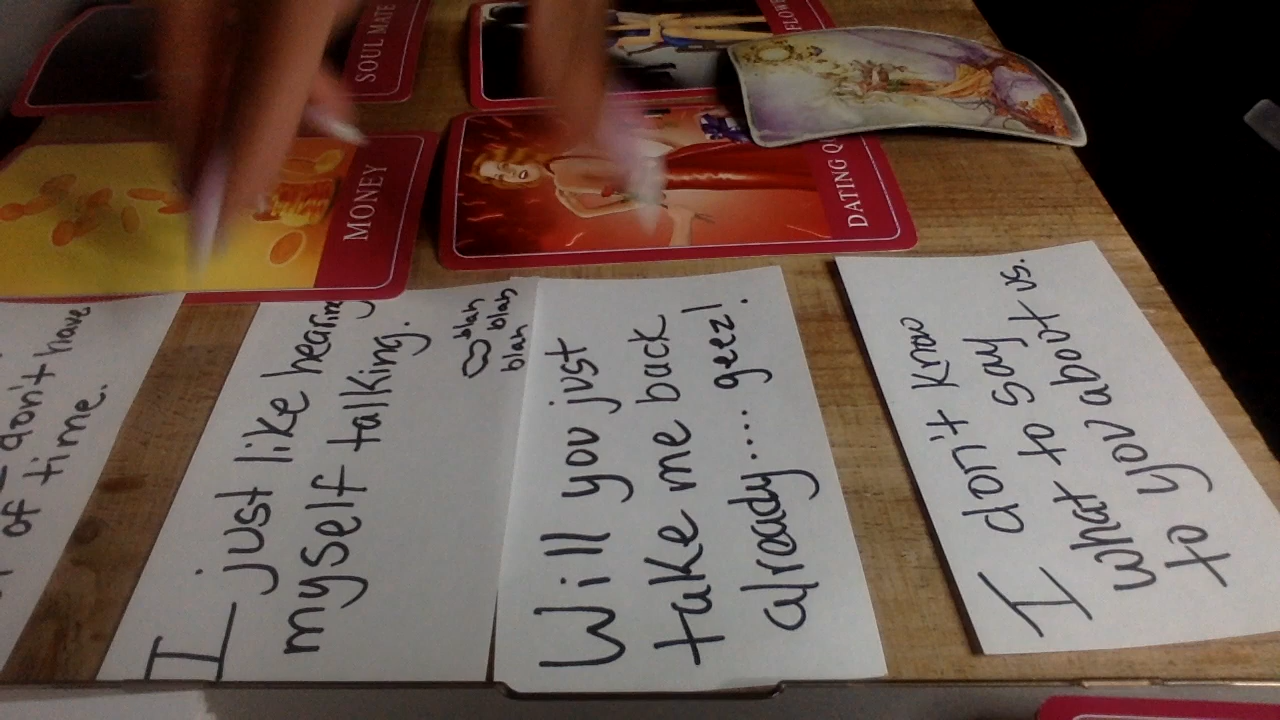 SOUL MATE
MONEY
DATING
of don't have
time.
I just like hearing
myself talking.
blah
blah
blah
Will you just
take me back
already.... geez!
I don't know
what to say
to you about us.